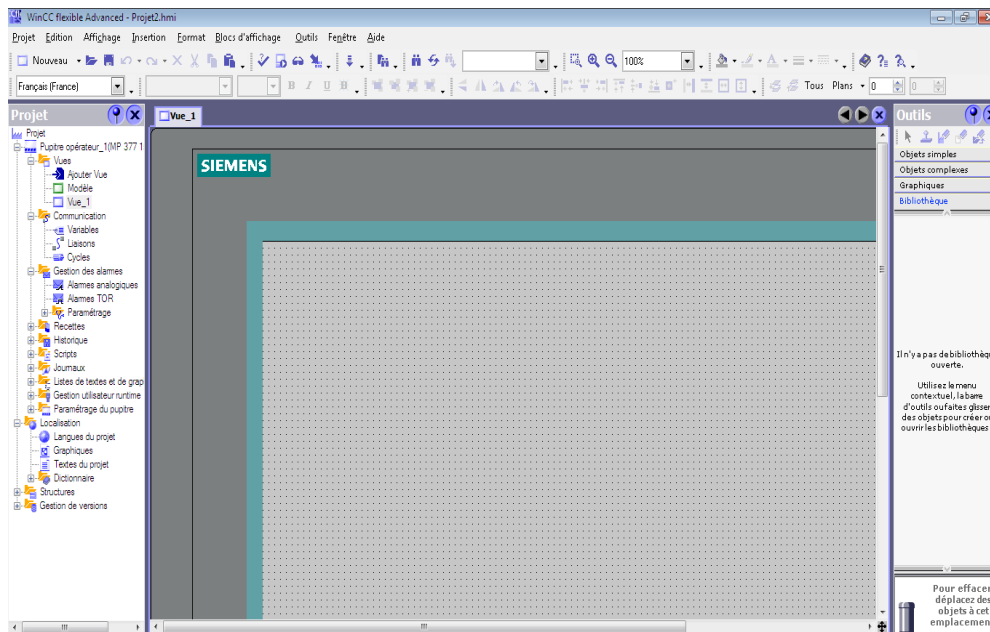 WinCC flexible Advanced - Projet2.hmi
Projet Edition Affichage Insertion Format Blocs d'affichage Outils Fenêtre Aide
Nouveau 100%
Français (France) B I U B Tous Plans 0 0
Projet
Vue_1
Outils
Projet
Pupitre opérateur_1(MP 377 1
Vues
Ajouter Vue
Modèle
Vue_1
Communication
Variables
Liaisons
Cycles
Gestion des alarmes
Alarmes analogiques
Alarmes TOR
Paramétrage
Recettes
Historique
Scripts
Journaux
Listes de textes et de grap
Gestion utilisateur runtime
Paramétrage du pupitre
Localisation
Langues du projet
Graphiques
Textes du projet
Dictionnaire
Structures
Gestion de versions
SIEMENS
Objets simples
Objets complexes
Graphiques
Bibliothèque
Il n'y a pas de bibliothèqu
ouverte.
Utilisez le menu
contextuel, la barre
d'outils ou faites glisser
des objets pour créer ou
ouvrir les bibliothèques
Pour effacer
déplacez des
objets à cet
emplacemen